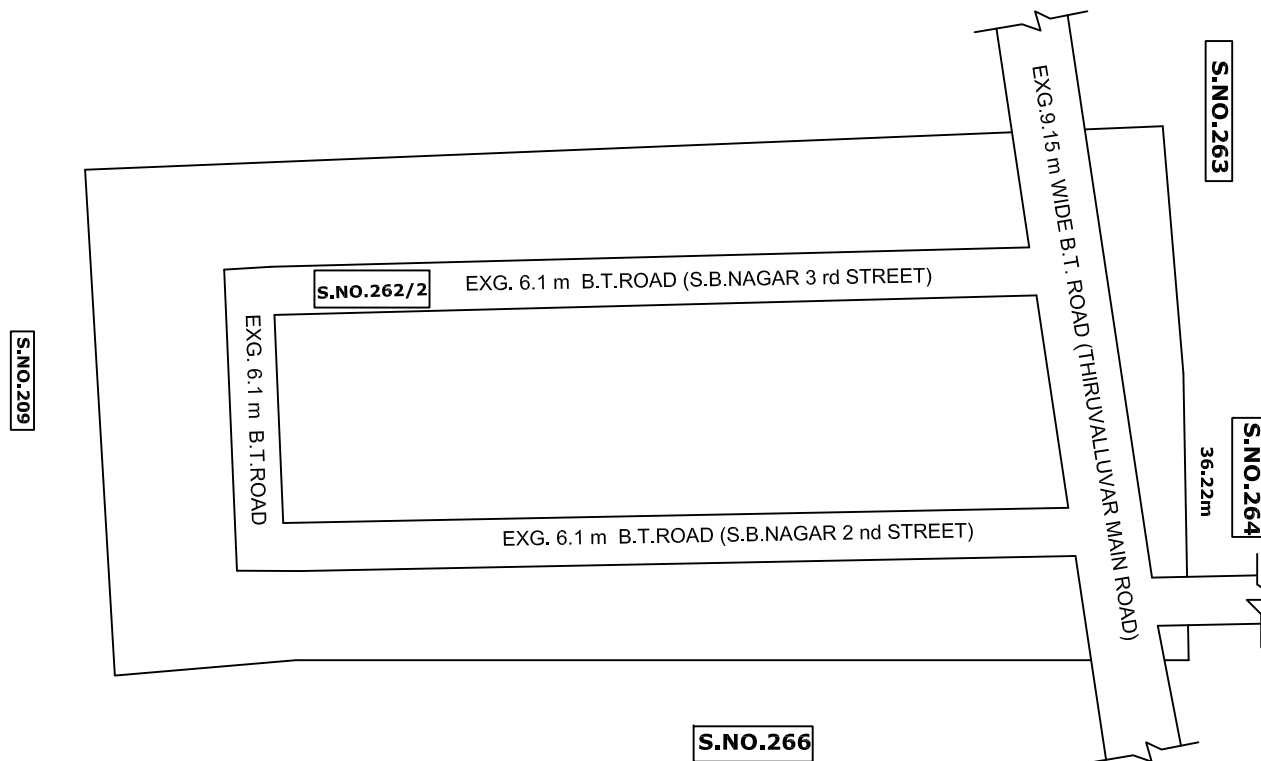 S.NO.263
EXG.9.15 m WIDE B.T. ROAD (THIRUVALLUVAR MAIN ROAD)
S.NO.262/2
EXG. 6.1 m B.T.ROAD (S.B.NAGAR 3 rd STREET)
EXG. 6.1 m B.T.ROAD
S.NO.209
S.NO.264
36.22m
EXG. 6.1 m B.T.ROAD (S.B.NAGAR 2 nd STREET)
S.NO.266